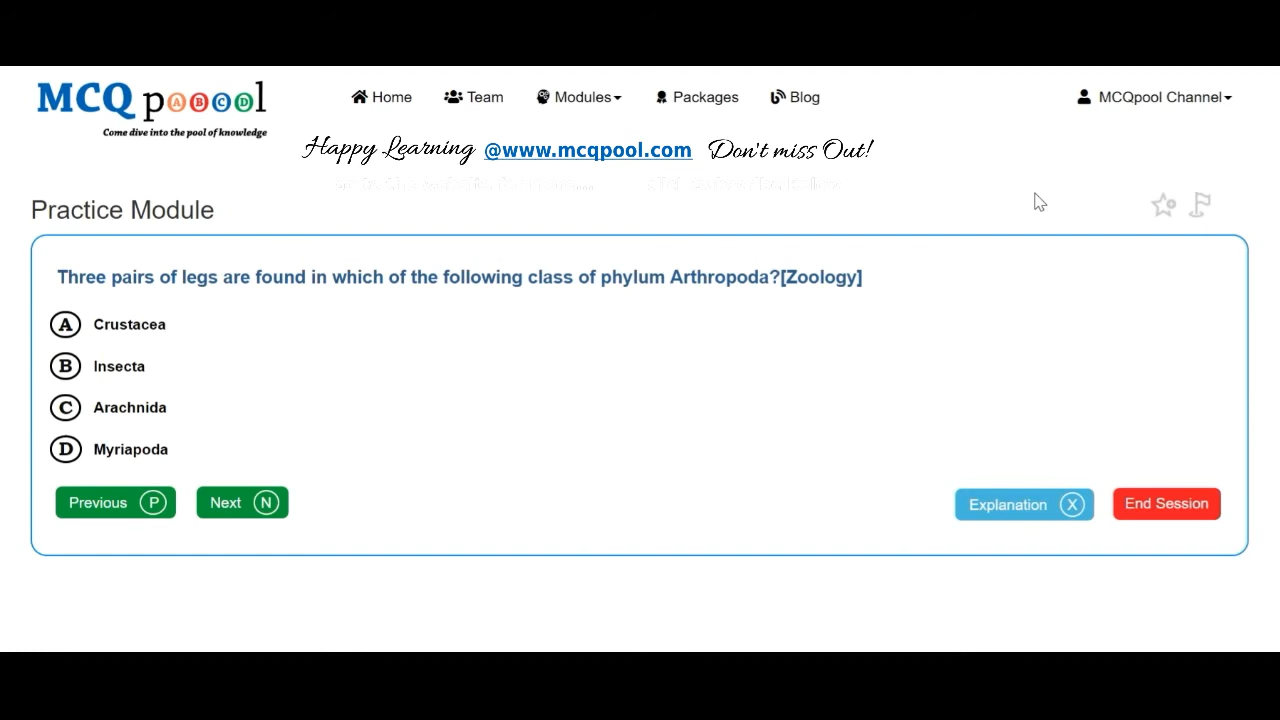 MCQ pooool
A B C D
Come dive into the pool of knowledge
Home Team Modules Packages Blog MCQpool Channel
Happy Learning @www.mcqpool.com Don't miss Out!
Practice Module
Three pairs of legs are found in which of the following class of phylum Arthropoda?[Zoology]
A Crustacea
B Insecta
C Arachnida
D Myriapoda
Previous P Next N Explanation X End Session